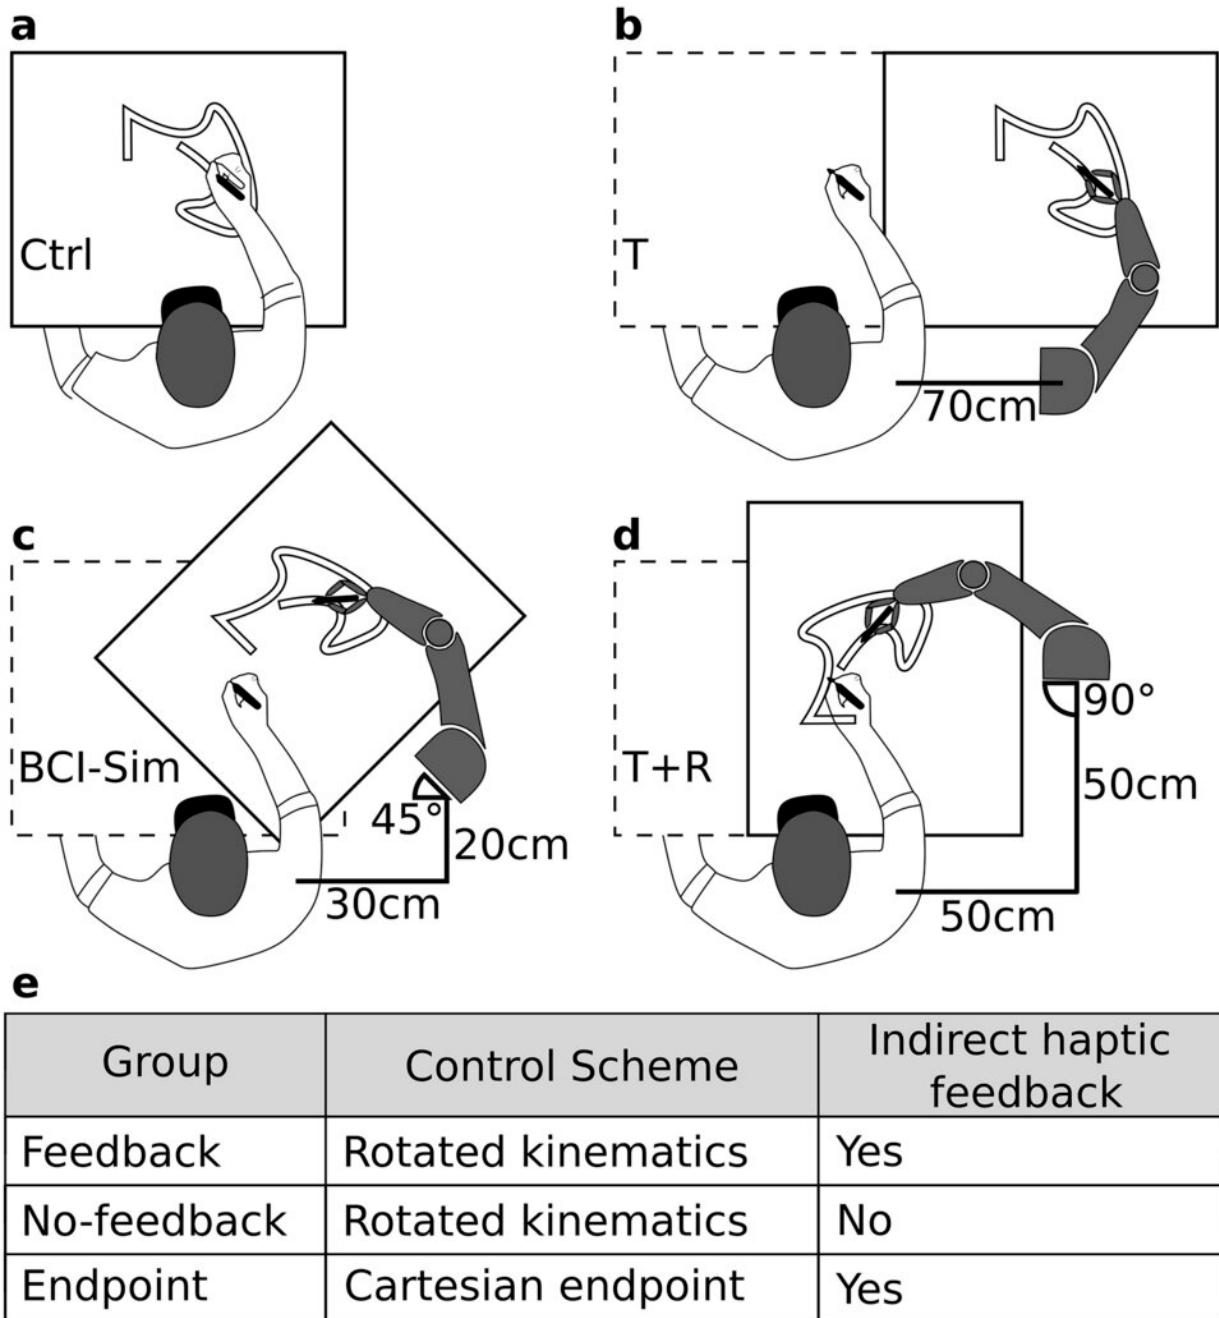 a
Ctrl
b
T
70cm
c
BCI-Sim
45°
20cm
30cm
d
T+R
90°
50cm
50cm
e
Group Control Scheme Indirect haptic
feedback
Feedback Rotated kinematics Yes
No-feedback Rotated kinematics No
Endpoint Cartesian endpoint Yes